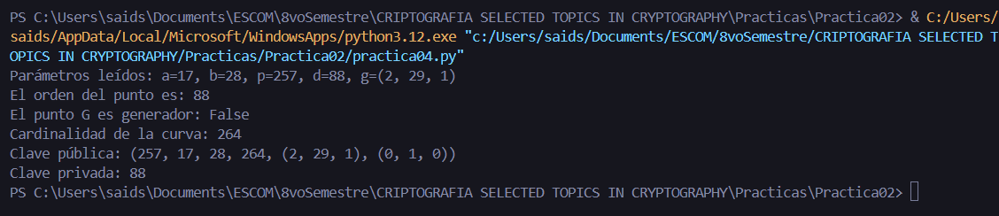 PS C:\Users\saids\Documents\ESCOM\8voSemestre\CRIPTOGRAFIA SELECTED TOPICS IN CRYPTOGRAPHY\Practicas\Practica02> & C:/Users/
saids/AppData/Local/Microsoft/WindowsApps/python3.12.exe "c:/Users/saids/Documents/ESCOM/8voSemestre/CRIPTOGRAFIA SELECTED T
OPICS IN CRYPTOGRAPHY/Practicas/Practica02/practica04.py"
Parámetros leídos: a=17, b=28, p=257, d=88, g=(2, 29, 1)
El orden del punto es: 88
El punto G es generador: False
Cardinalidad de la curva: 264
Clave pública: (257, 17, 28, 264, (2, 29, 1), (0, 1, 0))
Clave privada: 88
PS C:\Users\saids\Documents\ESCOM\8voSemestre\CRIPTOGRAFIA SELECTED TOPICS IN CRYPTOGRAPHY\Practicas\Practica02>